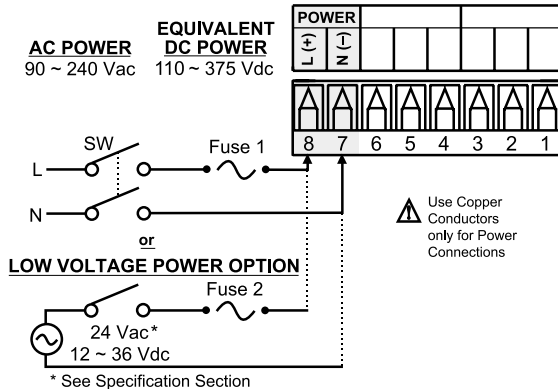 POWER
L (+)
N (−)
AC POWER
90 ~ 240 Vac
EQUIVALENT
DC POWER
110 ~ 375 Vdc
8 7 6 5 4 3 2 1
SW
Fuse 1
L
N
or
Use Copper
Conductors
only for Power
Connections
LOW VOLTAGE POWER OPTION
Fuse 2
24 Vac*
12 ~ 36 Vdc
* See Specification Section